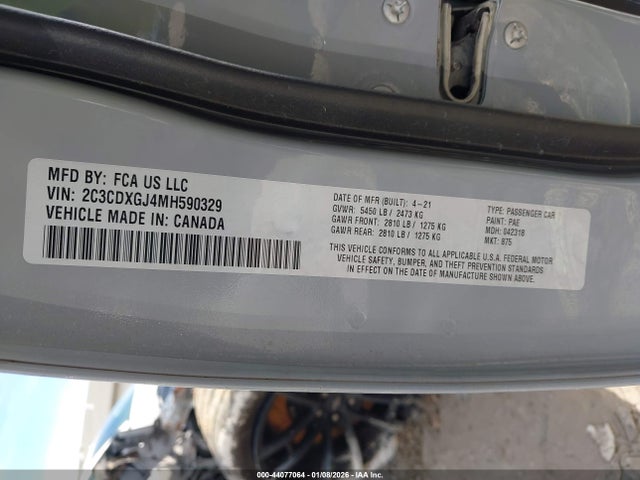 MFD BY: FCA US LLC
VIN: 2C3CDXGJ4MH590329
VEHICLE MADE IN: CANADA
DATE OF MFR (BUILT): 4-21
GVWR: 5450 LB / 2473 KG
GAWR FRONT: 2810 LB / 1275 KG
GAWR REAR: 2810 LB / 1275 KG
TYPE: PASSENGER CAR
PAINT: PAE
MDH: 042318
MKT: 875
THIS VEHICLE CONFORMS TO ALL APPLICABLE U.S.A. FEDERAL MOTOR
VEHICLE SAFETY, BUMPER, AND THEFT PREVENTION STANDARDS
IN EFFECT ON THE DATE OF MANUFACTURE SHOWN ABOVE.
000-44077064 - 01/08/2026 - IAA Inc.